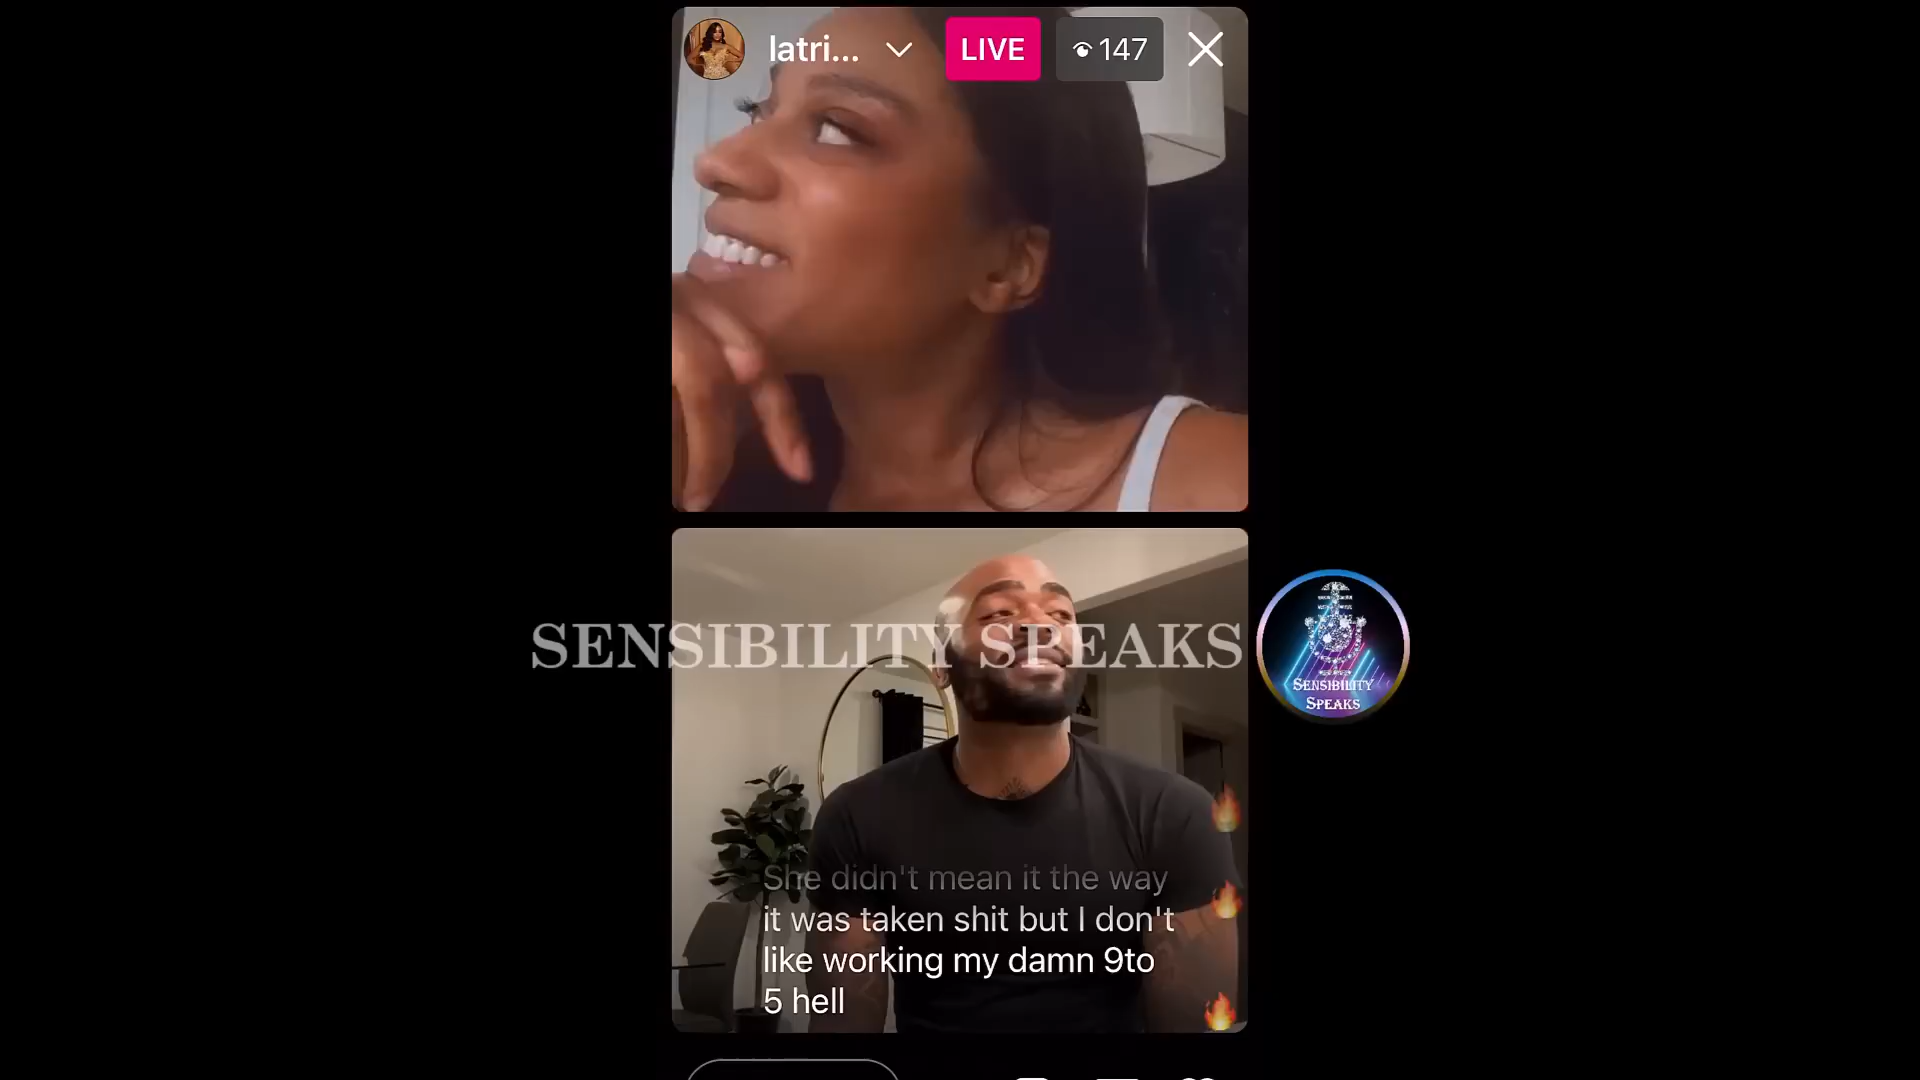 latri...
LIVE
147
SENSIBILITY SPEAKS
SENSIBILITY
SPEAKS
She didn't mean it the way
it was taken shit but I don't
like working my damn 9to
5 hell